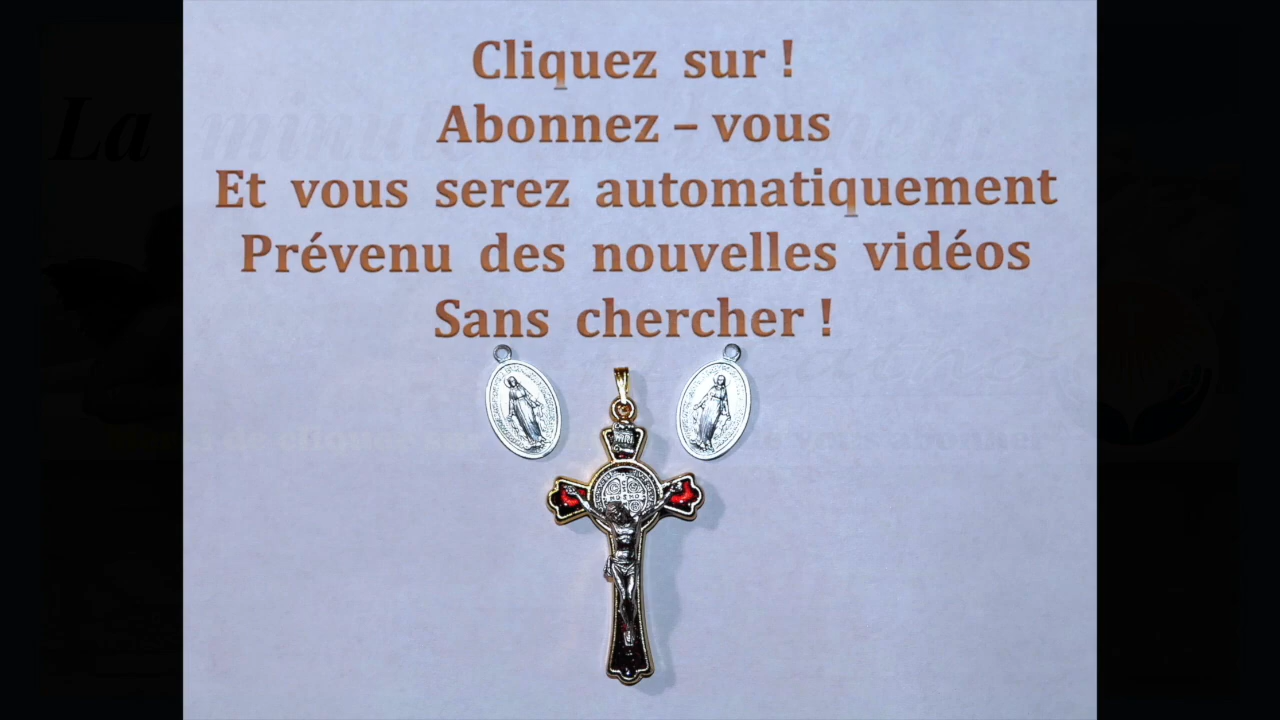 Cliquez sur !
Abonnez – vous
Et vous serez automatiquement
Prévenu des nouvelles vidéos
Sans chercher !